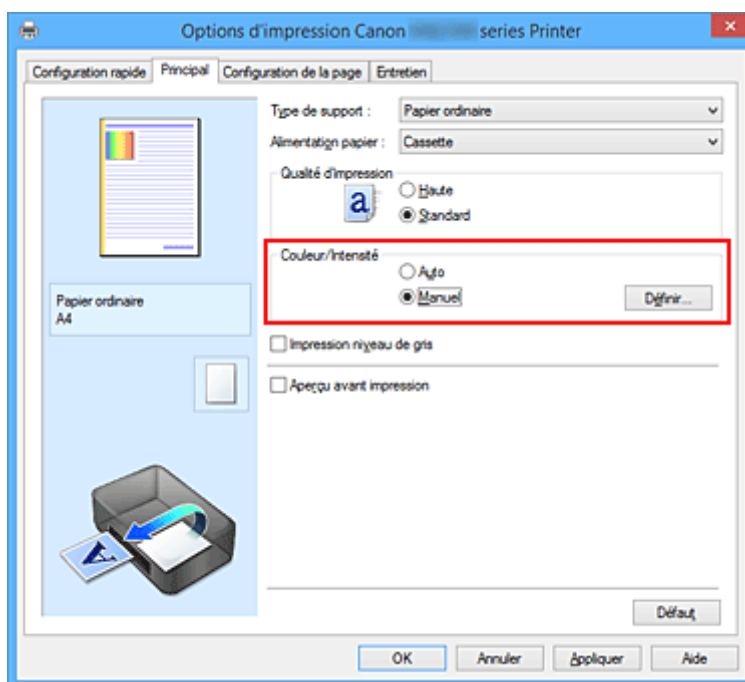 Options d'impression Canon series Printer
Configuration rapide Principal Configuration de la page Entretien
Type de support : Papier ordinaire
Alimentation papier : Cassette
Qualité d'impression
a
Haute
Standard
Couleur/Intensité
Auto
Manuel Définir...
Papier ordinaire
A4
Impression niveau de gris
Aperçu avant impression
A
Défaut
OK Annuler Appliquer Aide